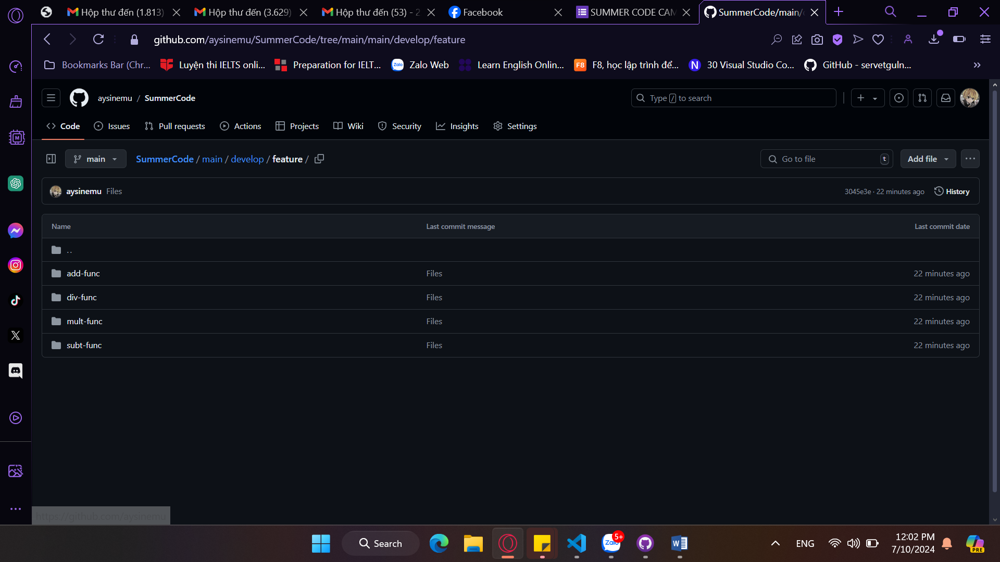 Hộp thư đến (1.813)
Hộp thư đến (3.629)
Hộp thư đến (53) - 2
Facebook
SUMMER CODE CAM
SummerCode/main/
github.com/aysinemu/SummerCode/tree/main/main/develop/feature
Bookmarks Bar (Chr...
Luyện thi IELTS onli...
Preparation for IELT...
Zalo
Zalo Web
Learn English Onlin...
F8
F8, học lập trình để...
N
30 Visual Studio Co...
GitHub - servetguln...
M
aysinemu / SummerCode
Type / to search
Code
Issues
Pull requests
Actions
Projects
Wiki
Security
Insights
Settings
main
SummerCode / main / develop / feature /
Go to file
t
Add file
aysinemu Files
3045e3e · 22 minutes ago
History
Name
Last commit message
Last commit date
..
add-func
Files
22 minutes ago
div-func
Files
22 minutes ago
mult-func
Files
22 minutes ago
subt-func
Files
22 minutes ago
https://github.com/aysinemu
Search
Zalo
5+
W
ENG
12:02 PM
7/10/2024
PRE